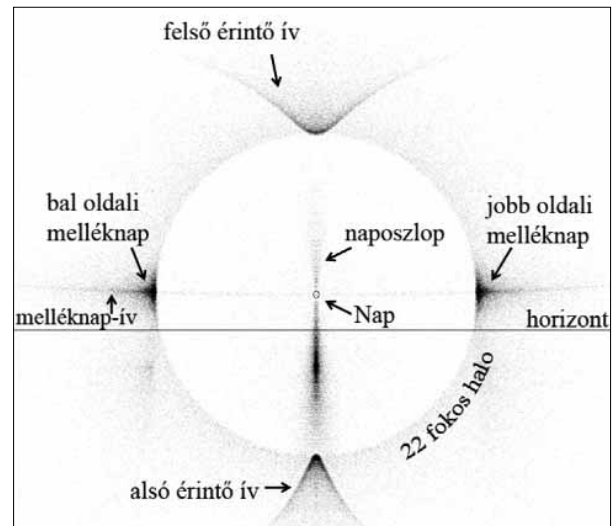 felső érintő ív
bal oldali
melléknap
jobb oldali
melléknap
naposzlop
melléknap-ív
Nap
horizont
22 fokos halo
alsó érintő ív